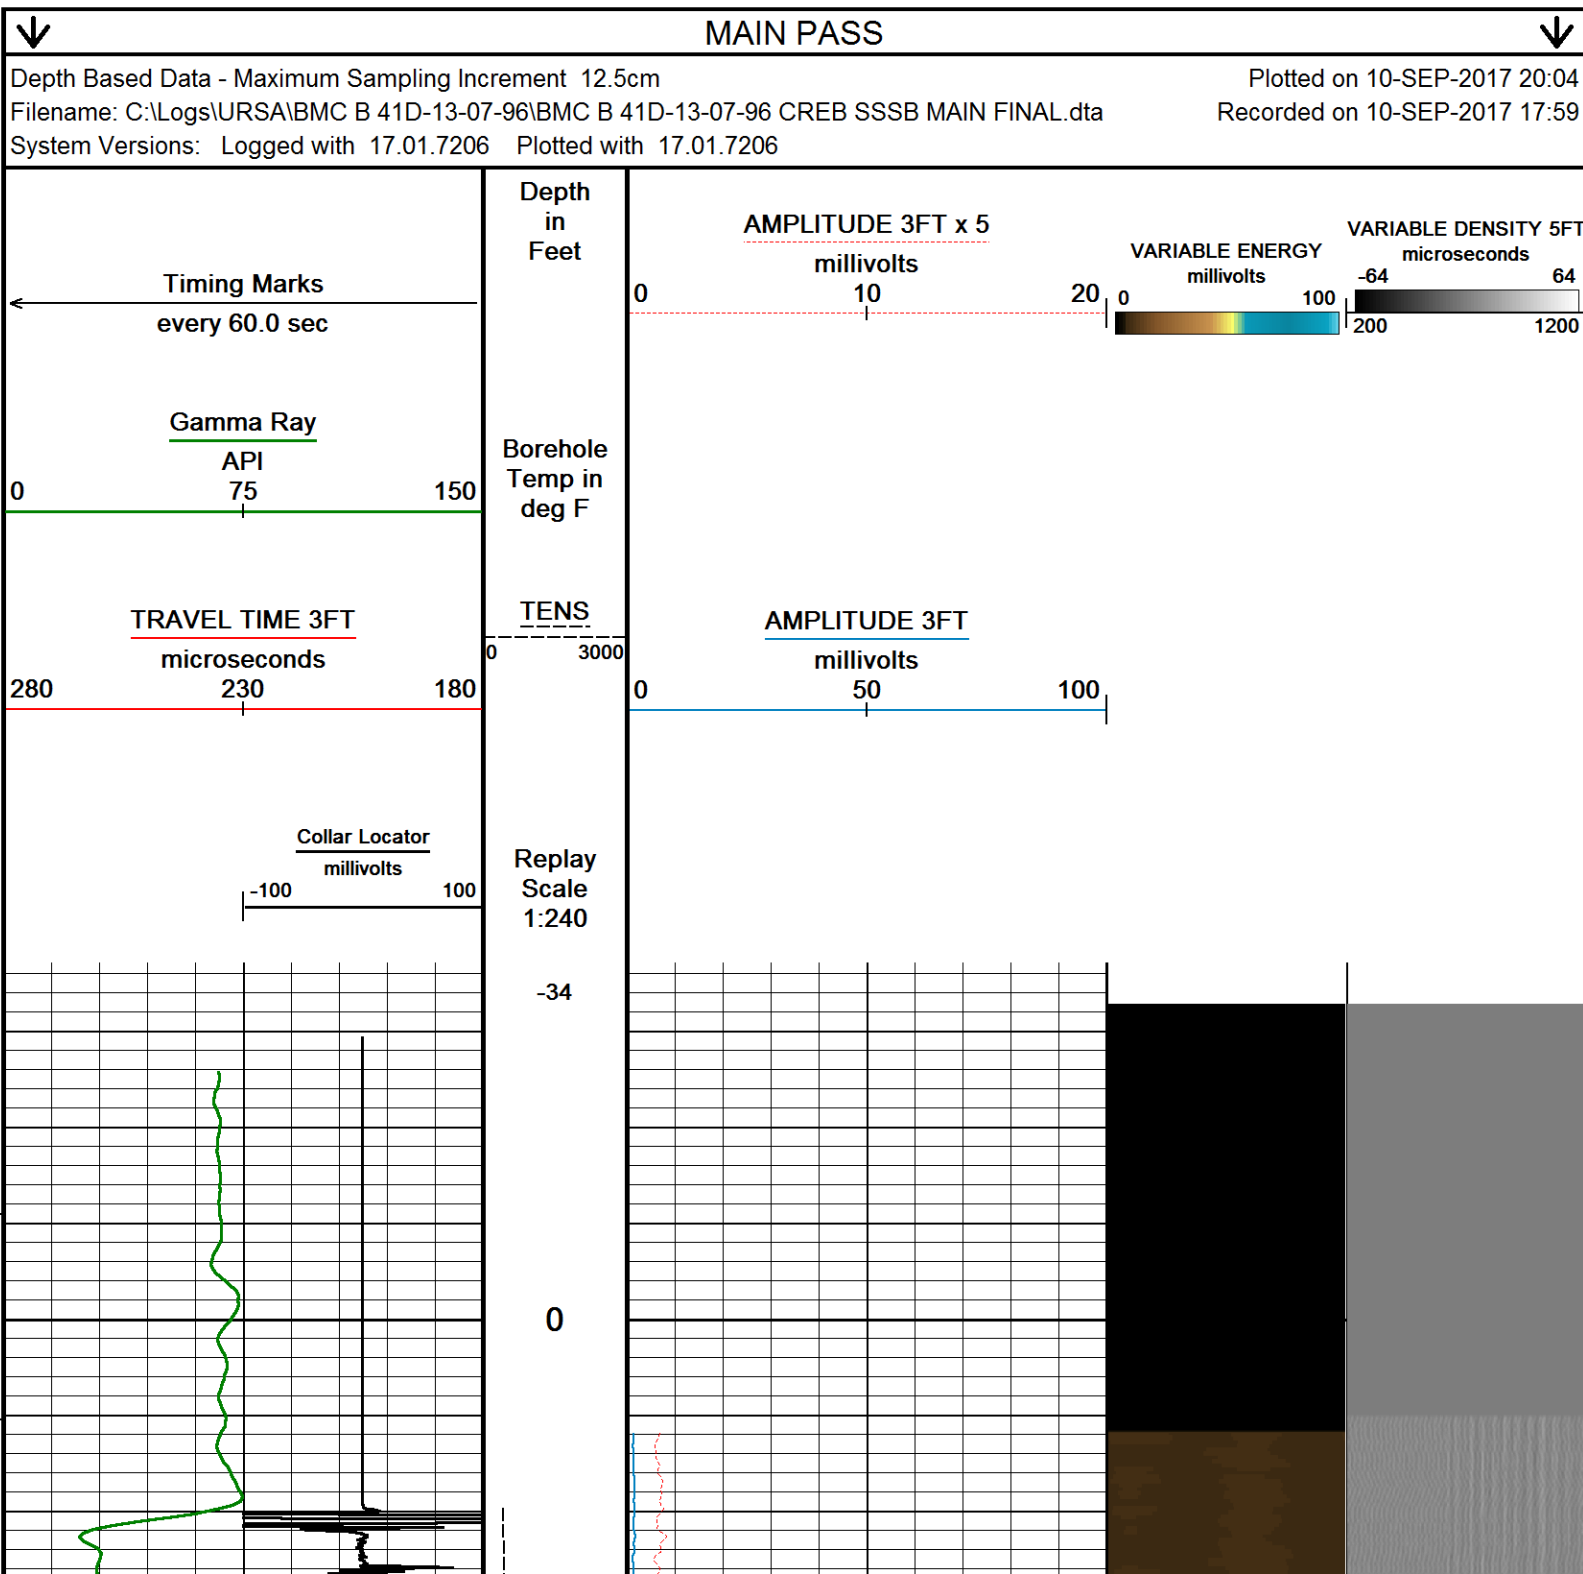 MAIN PASS
Depth Based Data - Maximum Sampling Increment 12.5cm
Plotted on 10-SEP-2017 20:04
Filename: C:\Logs\URSA\BMC B 41D-13-07-96\BMC B 41D-13-07-96 CREB SSSB MAIN FINAL.dta
Recorded on 10-SEP-2017 17:59
System Versions: Logged with 17.01.7206 Plotted with 17.01.7206
Timing Marks
every 60.0 sec
Gamma Ray
API
0 75 150
TRAVEL TIME 3FT
microseconds
280 230 180
Collar Locator
millivolts
-100 100
Depth
in
Feet
Borehole
Temp in
deg F
TENS
0 3000
Replay
Scale
1:240
-34
0
AMPLITUDE 3FT x 5
millivolts
0 10 20
AMPLITUDE 3FT
millivolts
0 50 100
VARIABLE ENERGY
millivolts
0 100
VARIABLE DENSITY 5FT
microseconds
-64 64
200 1200